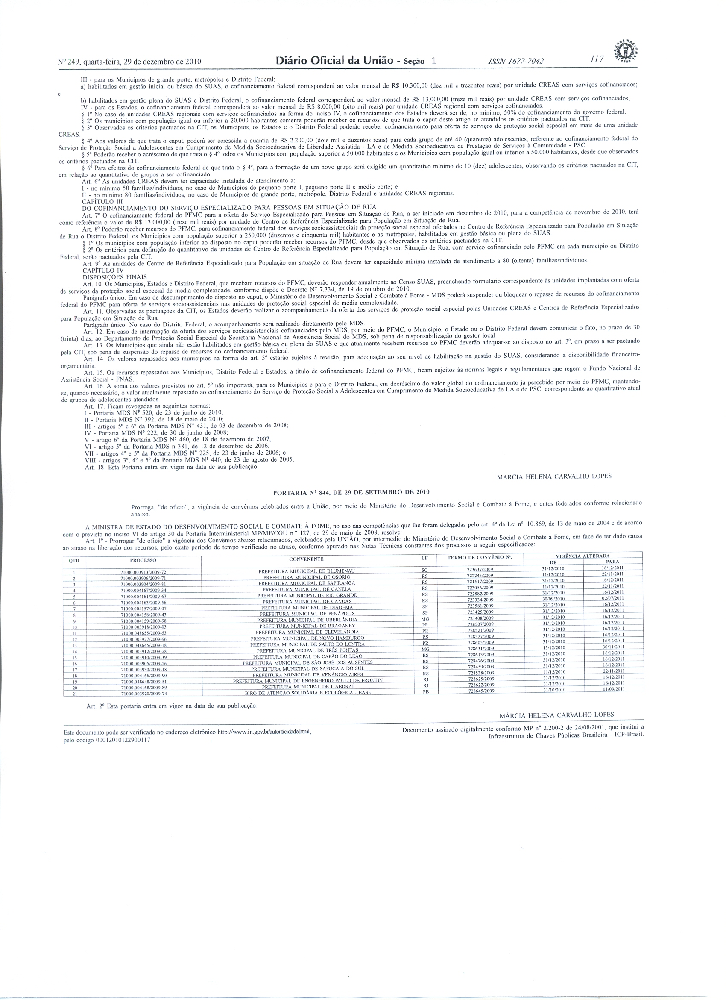 Nº 249, quarta-feira, 29 de dezembro de 2010 Diário Oficial da União - Seção 1 ISSN 1677-7042 117
IMPRENSA NACIONAL 1808
III - para os Municípios de grande porte, metrópoles e Distrito Federal:
a) habilitados em gestão inicial ou básica do SUAS, o cofinanciamento federal corresponderá ao valor mensal de R$ 10.300,00 (dez mil e trezentos reais) por unidade CREAS com serviços cofinanciados;
e
b) habilitados em gestão plena do SUAS e Distrito Federal, o cofinanciamento federal corresponderá ao valor mensal de R$ 13.000,00 (treze mil reais) por unidade CREAS com serviços cofinanciados;
IV - para os Estados, o cofinanciamento federal corresponderá ao valor mensal de R$ 8.000,00 (oito mil reais) por unidade CREAS regional com serviços cofinanciados.
§ 1º No caso de unidades CREAS regionais com serviços cofinanciados na forma do inciso IV, o cofinanciamento dos Estados deverá ser de, no mínimo, 50% do cofinanciamento do governo federal.
§ 2º Os municípios com população igual ou inferior a 20.000 habitantes somente poderão receber os recursos de que trata o caput deste artigo se atendidos os critérios pactuados na CIT.
§ 3º Observados os critérios pactuados na CIT, os Municípios, os Estados e o Distrito Federal poderão receber cofinanciamento para oferta de serviços de proteção social especial em mais de uma unidade
CREAS.
§ 4º Aos valores de que trata o caput, poderá ser acrescida a quantia de R$ 2.200,00 (dois mil e duzentos reais) para cada grupo de até 40 (quarenta) adolescentes, referente ao cofinanciamento federal do
Serviço de Proteção Social a Adolescentes em Cumprimento de Medida Socioeducativa de Liberdade Assistida - LA e de Medida Socioeducativa de Prestação de Serviços à Comunidade - PSC.
§ 5º Poderão receber o acréscimo de que trata o § 4º todos os Municípios com população superior a 50.000 habitantes e os Municípios com população igual ou inferior a 50.000 habitantes, desde que observados
os critérios pactuados na CIT.
§ 6º Para efeitos do cofinanciamento federal de que trata o § 4º, para a formação de um novo grupo será exigido um quantitativo mínimo de 10 (dez) adolescentes, observando os critérios pactuados na CIT,
em relação ao quantitativo de grupos a ser cofinanciado.
Art. 6º As unidades CREAS devem ter capacidade instalada de atendimento a:
I - no mínimo 50 famílias/indivíduos, no caso de Municípios de pequeno porte I, pequeno porte II e médio porte; e
II - no mínimo 80 famílias/indivíduos, no caso de Municípios de grande porte, metrópole, Distrito Federal e unidades CREAS regionais.
CAPÍTULO III
DO COFINANCIAMENTO DO SERVIÇO ESPECIALIZADO PARA PESSOAS EM SITUAÇÃO DE RUA
Art. 7º O cofinanciamento federal do PFMC para a oferta do Serviço Especializado para Pessoas em Situação de Rua, a ser iniciado em dezembro de 2010, para a competência de novembro de 2010, terá
como referência o valor de R$ 13.000,00 (treze mil reais) por unidade de Centro de Referência Especializado para População em Situação de Rua.
Art. 8º Poderão receber recursos do PFMC, para cofinanciamento federal dos serviços socioassistenciais da proteção social especial ofertados no Centro de Referência Especializado para População em Situação
de Rua o Distrito Federal, os Municípios com população superior a 250.000 (duzentos e cinqüenta mil) habitantes e as metrópoles, habilitados em gestão básica ou plena do SUAS.
§ 1º Os municípios com população inferior ao disposto no caput poderão receber recursos do PFMC, desde que observados os critérios pactuados na CIT.
§ 2º Os critérios para definição do quantitativo de unidades de Centro de Referência Especializado para População em Situação de Rua, com serviço cofinanciado pelo PFMC em cada município ou Distrito
Federal, serão pactuados pela CIT.
Art. 9º As unidades de Centro de Referência Especializado para População em situação de Rua devem ter capacidade mínima instalada de atendimento a 80 (oitenta) famílias/indivíduos.
CAPÍTULO IV
DISPOSIÇÕES FINAIS
Art. 10. Os Municípios, Estados e Distrito Federal, que recebam recursos do PFMC, deverão responder anualmente ao Censo SUAS, preenchendo formulário correspondente às unidades implantadas com oferta
de serviços da proteção social especial de média complexidade, conforme dispõe o Decreto Nº 7.334, de 19 de outubro de 2010.
Parágrafo único. Em caso de descumprimento do disposto no caput, o Ministério do Desenvolvimento Social e Combate à Fome - MDS poderá suspender ou bloquear o repasse de recursos do cofinanciamento
federal do PFMC para oferta de serviços socioassistenciais nas unidades de proteção social especial de média complexidade.
Art. 11. Observadas as pactuações da CIT, os Estados deverão realizar o acompanhamento da oferta dos serviços de proteção social especial pelas Unidades CREAS e Centros de Referência Especializados
para População em Situação de Rua.
Parágrafo único. No caso do Distrito Federal, o acompanhamento será realizado diretamente pelo MDS.
Art. 12. Em caso de interrupção da oferta dos serviços socioassistenciais cofinanciados pelo MDS, por meio do PFMC, o Município, o Estado ou o Distrito Federal devem comunicar o fato, no prazo de 30
(trinta) dias, ao Departamento de Proteção Social Especial da Secretaria Nacional de Assistência Social do MDS, sob pena de responsabilização do gestor local.
Art. 13. Os Municípios que ainda não estão habilitados em gestão básica ou plena do SUAS e que atualmente recebem recursos do PFMC deverão adequar-se ao disposto no art. 3º, em prazo a ser pactuado
pela CIT, sob pena de suspensão do repasse de recursos do cofinanciamento federal.
Art. 14. Os valores repassados aos municípios na forma do art. 5º estarão sujeitos à revisão, para adequação ao seu nível de habilitação na gestão do SUAS, considerando a disponibilidade financeiro-
orçamentária.
Art. 15. Os recursos repassados aos Municípios, Distrito Federal e Estados, a título de cofinanciamento federal do PFMC, ficam sujeitos às normas legais e regulamentares que regem o Fundo Nacional de
Assistência Social - FNAS.
Art. 16. A soma dos valores previstos no art. 5º não importará, para os Municípios e para o Distrito Federal, em decréscimo do valor global do cofinanciamento já percebido por meio do PFMC, mantendo-
se, quando necessário, o valor atualmente repassado ao cofinanciamento do Serviço de Proteção Social a Adolescentes em Cumprimento de Medida Socioeducativa de LA e de PSC, correspondente ao quantitativo atual
de grupos de adolescentes atendidos.
Art. 17. Ficam revogadas as seguintes normas:
I - Portaria MDS Nº 520, de 23 de junho de 2010;
II - Portaria MDS Nº 392, de 18 de maio de 2010;
III - artigos 5º e 6º da Portaria MDS Nº 431, de 03 de dezembro de 2008;
IV - Portaria MDS Nº 222, de 30 de junho de 2008;
V - artigo 6º da Portaria MDS Nº 460, de 18 de dezembro de 2007;
VI - artigo 5º da Portaria MDS n 381, de 12 de dezembro de 2006;
VII - artigos 4º e 5º da Portaria MDS Nº 225, de 23 de junho de 2006; e
VIII - artigos 3º, 4º e 5º da Portaria MDS Nº 440, de 23 de agosto de 2005.
Art. 18. Esta Portaria entra em vigor na data de sua publicação.
MÁRCIA HELENA CARVALHO LOPES
PORTARIA Nº 844, DE 29 DE SETEMBRO DE 2010
Prorroga, "de ofício", a vigência de convênios celebrados entre a União, por meio do Ministério do Desenvolvimento Social e Combate à Fome, e entes federados conforme relacionado
abaixo.
A MINISTRA DE ESTADO DO DESENVOLVIMENTO SOCIAL E COMBATE À FOME, no uso das competências que lhe foram delegadas pelo art. 4º da Lei nº. 10.869, de 13 de maio de 2004 e de acordo
com o previsto no inciso VI do artigo 30 da Portaria Interministerial MP/MF/CGU n.º 127, de 29 de maio de 2008, resolve:
Art. 1º - Prorrogar "de ofício" a vigência dos Convênios abaixo relacionados, celebrados pela UNIÃO, por intermédio do Ministério do Desenvolvimento Social e Combate à Fome, em face de ter dado causa
ao atraso na liberação dos recursos, pelo exato período de tempo verificado no atraso, conforme apurado nas Notas Técnicas constantes dos processos a seguir especificados:
QTD PROCESSO CONVENENTE UF TERMO DE CONVÊNIO Nº. VIGÊNCIA ALTERADA
DE PARA
1 71000.003913/2009-72 PREFEITURA MUNICIPAL DE BLUMENAU SC 723637/2009 31/12/2010 16/12/2011
2 71000.003906/2009-71 PREFEITURA MUNICIPAL DE OSÓRIO RS 722245/2009 11/12/2010 22/11/2011
3 71000.003904/2009-81 PREFEITURA MUNICIPAL DE SAPIRANGA RS 721517/2009 31/12/2010 16/12/2011
4 71000.004167/2009-34 PREFEITURA MUNICIPAL DE CANELA RS 723056/2009 11/12/2010 22/11/2011
5 71000.004161/2009-67 PREFEITURA MUNICIPAL DE RIO GRANDE RS 722882/2009 31/12/2010 16/12/2011
6 71000.004163/2009-56 PREFEITURA MUNICIPAL DE CANOAS RS 723334/2009 30/09/2010 02/07/2011
7 71000.004157/2009-07 PREFEITURA MUNICIPAL DE DIADEMA SP 723581/2009 31/12/2010 16/12/2011
8 71000.004158/2009-43 PREFEITURA MUNICIPAL DE PENÁPOLIS SP 723425/2009 31/12/2010 16/12/2011
9 71000.004159/2009-98 PREFEITURA MUNICIPAL DE UBERLÂNDIA MG 723408/2009 31/12/2010 16/12/2011
10 71000.003918/2009-03 PREFEITURA MUNICIPAL DE BRAGANEY PR 728507/2009 31/12/2010 16/12/2011
11 71000.048655/2009-53 PREFEITURA MUNICIPAL DE CLEVELÂNDIA PR 728521/2009 31/12/2010 16/12/2011
12 71000.003927/2009-96 PREFEITURA MUNICIPAL DE NOVO HAMBURGO RS 728527/2009 31/12/2010 16/12/2011
13 71000.048645/2009-18 PREFEITURA MUNICIPAL DE SALTO DO LONTRA PR 728605/2009 31/12/2010 16/12/2011
14 71000.003912/2009-28 PREFEITURA MUNICIPAL DE TRÊS PONTAS MG 728631/2009 15/12/2010 30/11/2011
15 71000.003910/2009-39 PREFEITURA MUNICIPAL DE CAPÃO DO LEÃO RS 728613/2009 31/12/2010 16/12/2011
16 71000.003905/2009-26 PREFEITURA MUNICIPAL DE SÃO JOSÉ DOS AUSENTES RS 728476/2009 31/12/2010 16/12/2011
17 71000.003930/2009-18 PREFEITURA MUNICIPAL DE SAPUCAIA DO SUL RS 728459/2009 31/12/2010 16/12/2011
18 71000.004166/2009-90 PREFEITURA MUNICIPAL DE VENÂNCIO AIRES RS 728538/2009 11/12/2010 22/11/2011
19 71000.048648/2009-51 PREFEITURA MUNICIPAL DE ENGENHEIRO PAULO DE FRONTIN RJ 728625/2009 31/12/2010 16/12/2011
20 71000.004168/2009-89 PREFEITURA MUNICIPAL DE ITABORAÍ RJ 728622/2009 31/12/2010 16/12/2011
21 71000.003920/2009-74 BIRÔ DE ATENÇÃO SOLIDÁRIA E ECOLÓGICA - BASE PB 728645/2009 31/10/2010 01/09/2011
Art. 2º Esta portaria entra em vigor na data de sua publicação.
MÁRCIA HELENA CARVALHO LOPES
Este documento pode ser verificado no endereço eletrônico http://www.in.gov.br/autenticidade.html,
pelo código 00012010122900117
Documento assinado digitalmente conforme MP nº 2.200-2 de 24/08/2001, que institui a
Infraestrutura de Chaves Públicas Brasileira - ICP-Brasil.